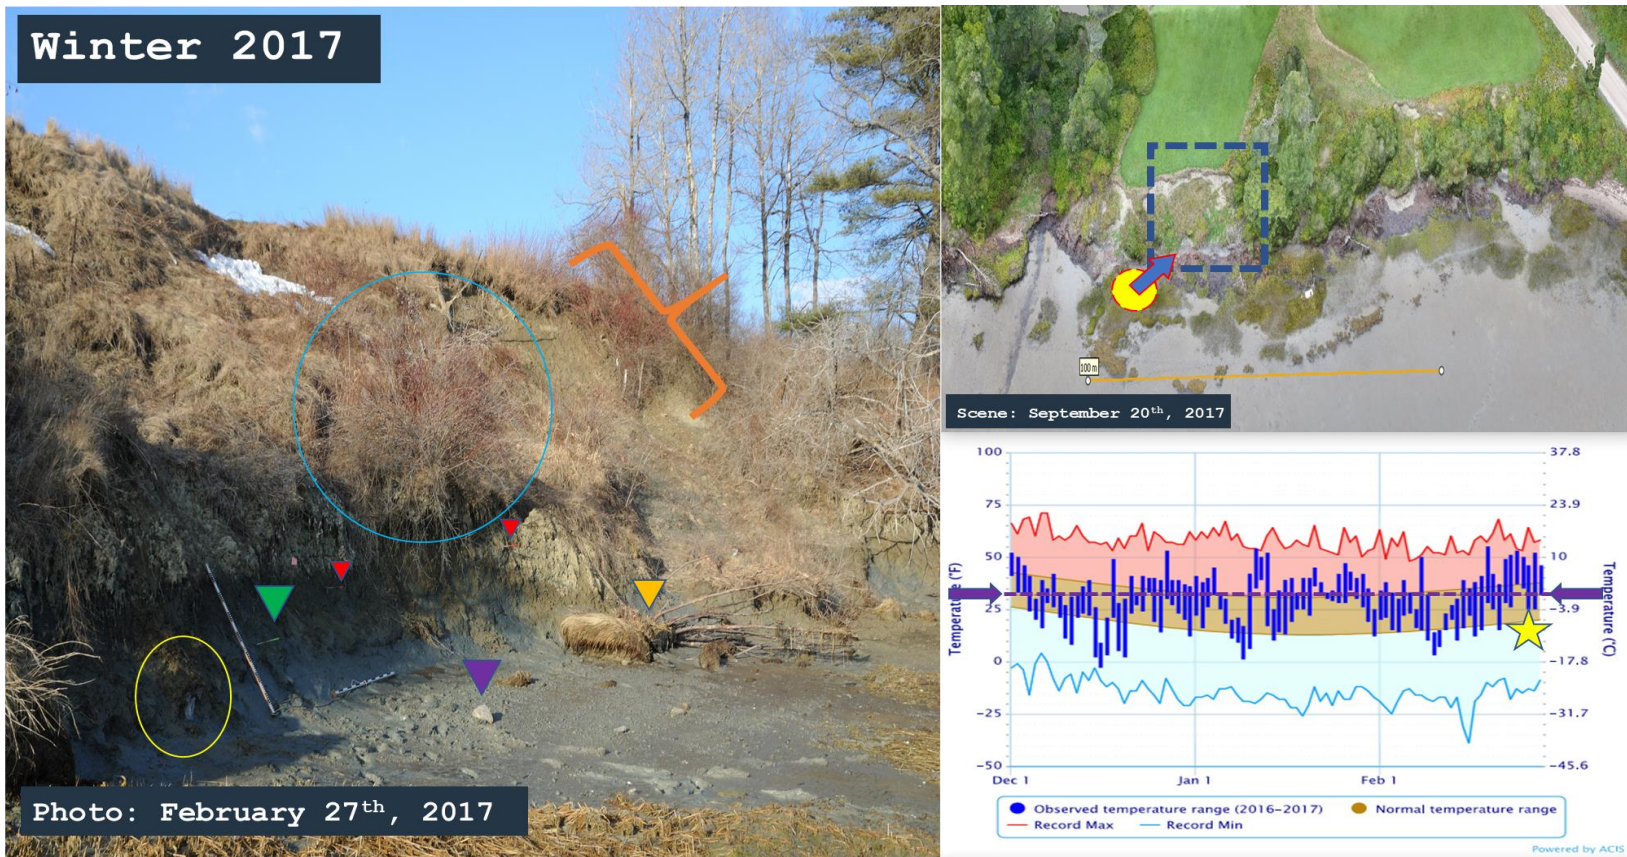 Winter 2017
Photo: February 27th, 2017
100 m
Scene: September 20th, 2017
100
75
50
25
0
-25
-50
Temperature (°F)
37.8
23.9
10
-3.9
-17.8
-31.7
-45.6
Temperature (°C)
Dec 1
Jan 1
Feb 1
Observed temperature range (2016-2017)
Normal temperature range
Record Max
Record Min
Powered by ACIS